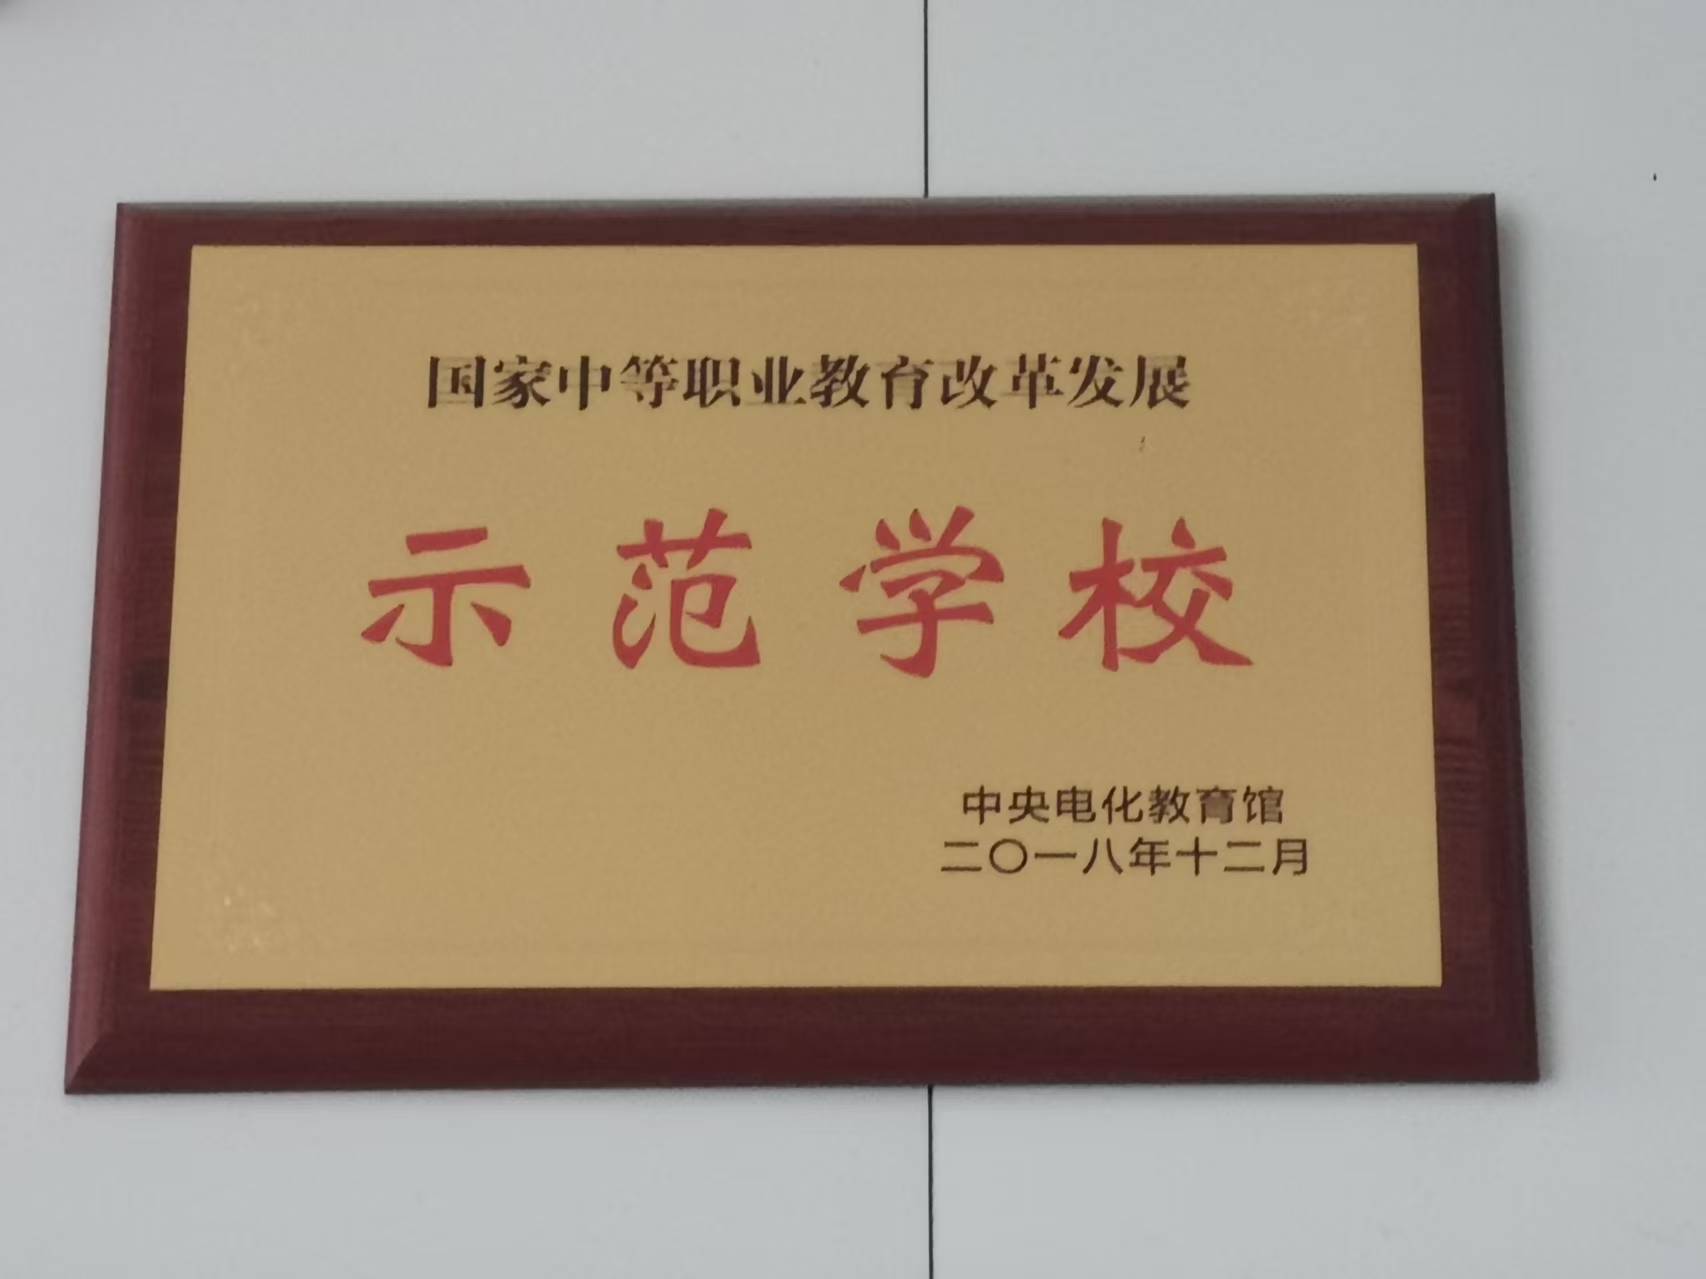 国家中等职业教育改革发展
示范学校
中央电化教育馆
二〇一八年十二月